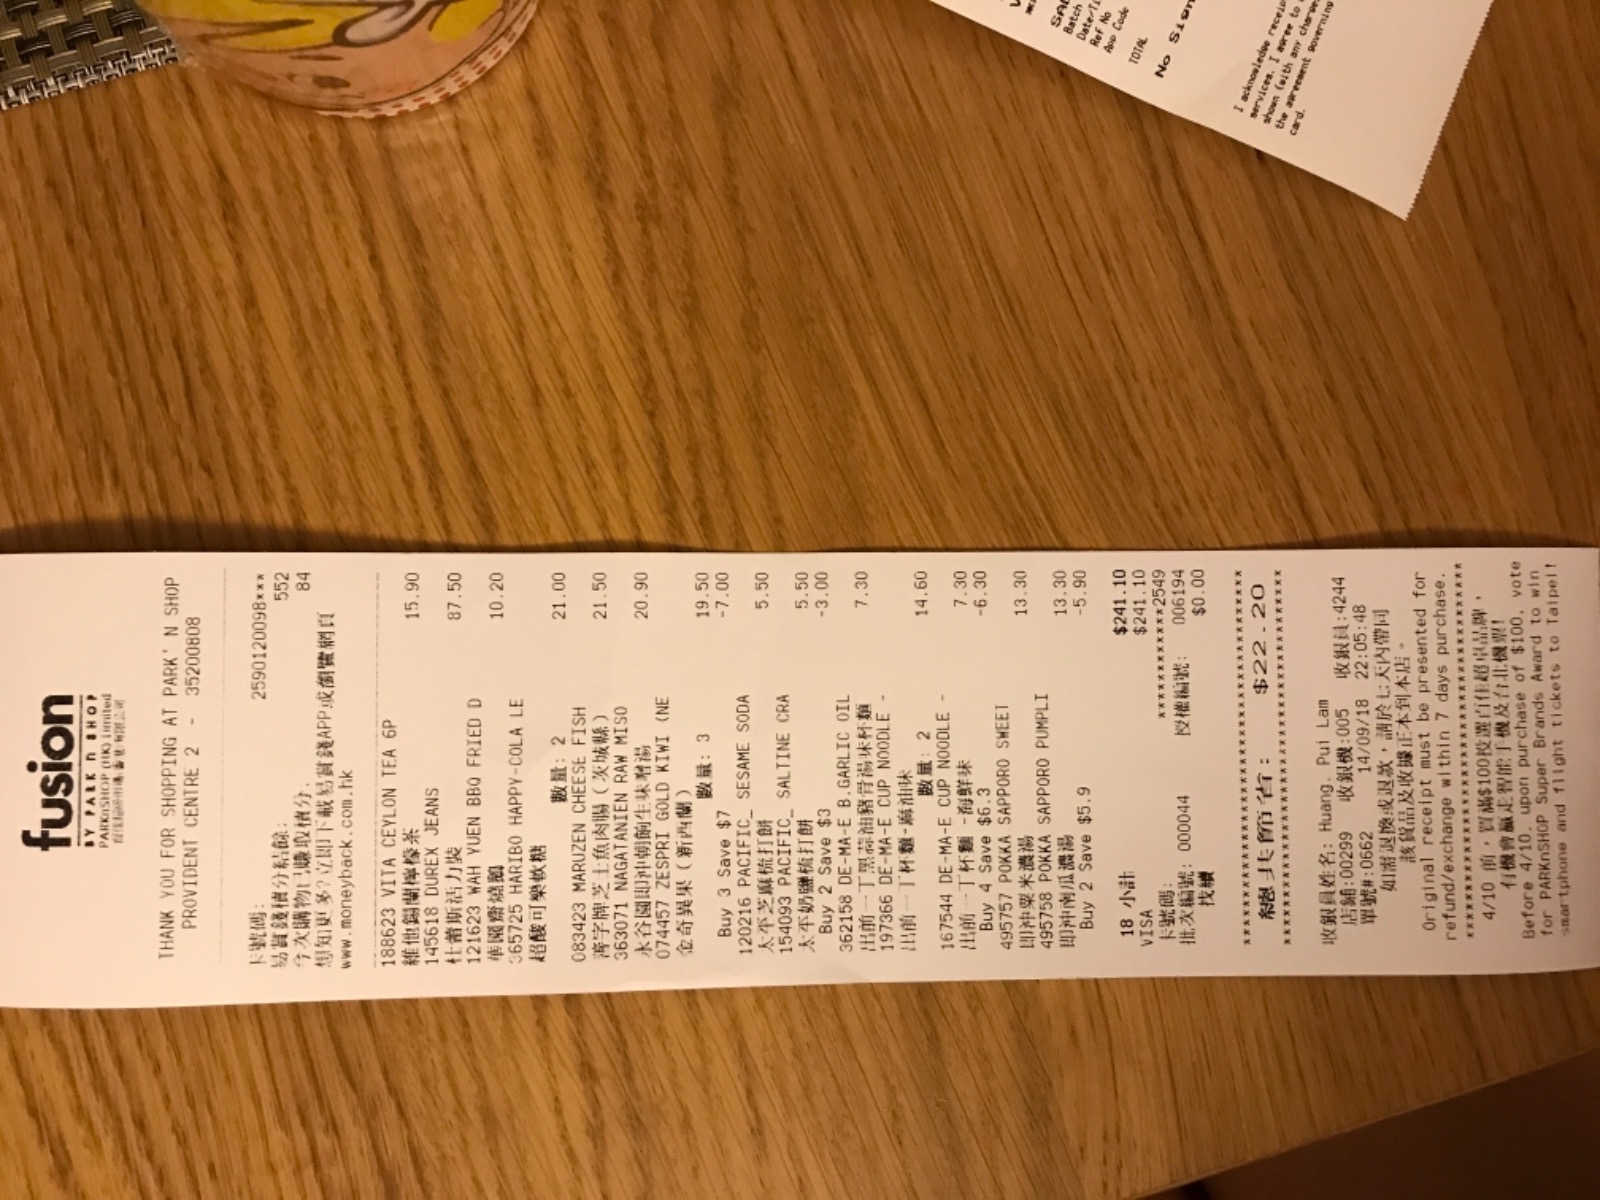 fusion
BY PARK n SHOP
PARKnSHOP (HK) Limited
百佳超級市場(香港)有限公司
THANK YOU FOR SHOPPING AT PARK' N SHOP
PROVIDENT CENTRE 2 - 35200808
卡號碼: 2590120098***
易賞錢積分結餘: 552
今次購物已賺取積分. 84
想知更多?立即下載易賞錢APP或瀏覽網頁
www.moneyback.com.hk
188623 VITA CEYLON TEA 6P
維他錫蘭檸檬茶 15.90
145618 DUREX JEANS
杜蕾斯活力裝 87.50
121623 WAH YUEN BBQ FRIED D
華園齋燒鵝 10.20
365725 HARIBO HAPPY-COLA LE
超酸可樂軟糖
數量: 2 21.00
083423 MARUZEN CHEESE FISH
善字牌芝士魚肉腸(茨城縣) 21.50
363071 NAGATANIEN RAW MISO
永谷園即沖朝餉生味噌湯 20.90
074457 ZESPRI GOLD KIWI (NE
金奇異果(新西蘭)
數量: 3 19.50
Buy 3 Save $7 -7.00
120216 PACIFIC_ SESAME SODA
太平芝麻梳打餅 5.50
154093 PACIFIC_ SALTINE CRA
太平奶鹽梳打餅 5.50
Buy 2 Save $3 -3.00
362158 DE-MA-E B.GARLIC OIL
出前一丁黑蒜油豬骨湯味杯麵 7.30
197366 DE-MA-E CUP NOODLE -
出前一丁杯麵-麻油味
數量: 2 14.60
167544 DE-MA-E CUP NOODLE -
出前一丁杯麵 -海鮮味 7.30
Buy 4 Save $6.3 -6.30
495757 POKKA SAPPORO SWEET
即沖粟米濃湯 13.30
495758 POKKA SAPPORO PUMPLI
即沖南瓜濃湯 13.30
Buy 2 Save $5.9 -5.90
18 小計 $241.10
VISA $241.10
卡號碼: ************2549
批次編號: 000044 授權編號: 006194
找續 $0.00
總共節省: $22.20
收銀員姓名: Huang. Pui Lam
店鋪:00299 收銀機:005 收銀員:4244
單號#:0662 14/09/18 22:05:48
如需退換或退款，請於七天內帶同
該貨品及收據正本到本店。
Original receipt must be presented for
refund/exchange within 7 days purchase.
4/10 前，買滿$100投選百佳超卓品牌，
有機會贏走智能手機及台北機票!
Before 4/10, upon purchase of $100, vote
for PARKnSHOP Super Brands Award to win
smartphone and flight tickets to Taipei!
Batch
Ref No
App Code
TOTAL
No
I acknowledge
services. I agree to
shown (with any
the agreement governing
card.